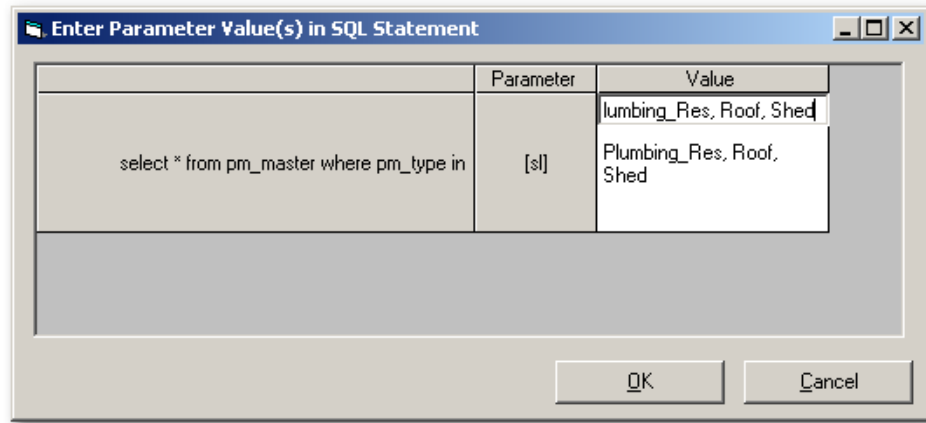 Enter Parameter Value(s) in SQL Statement
Parameter
Value
lumbing_Res, Roof, Shed
select * from pm_master where pm_type in
[sl]
Plumbing_Res, Roof,
Shed
OK
Cancel